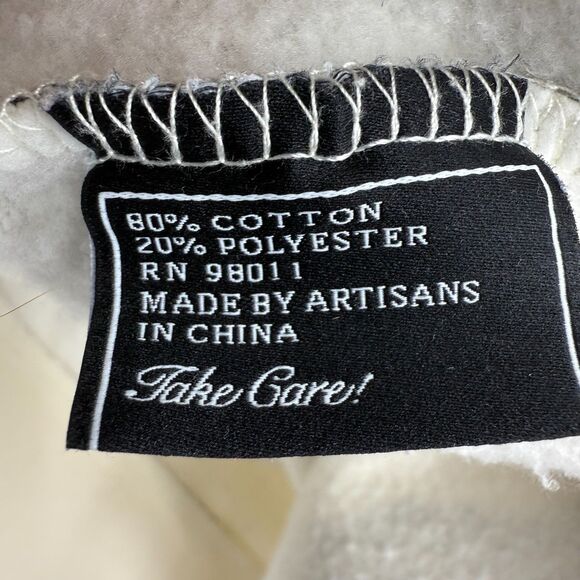 80% COTTON
20% POLYESTER
RN 98011
MADE BY ARTISANS
IN CHINA
Take Care!